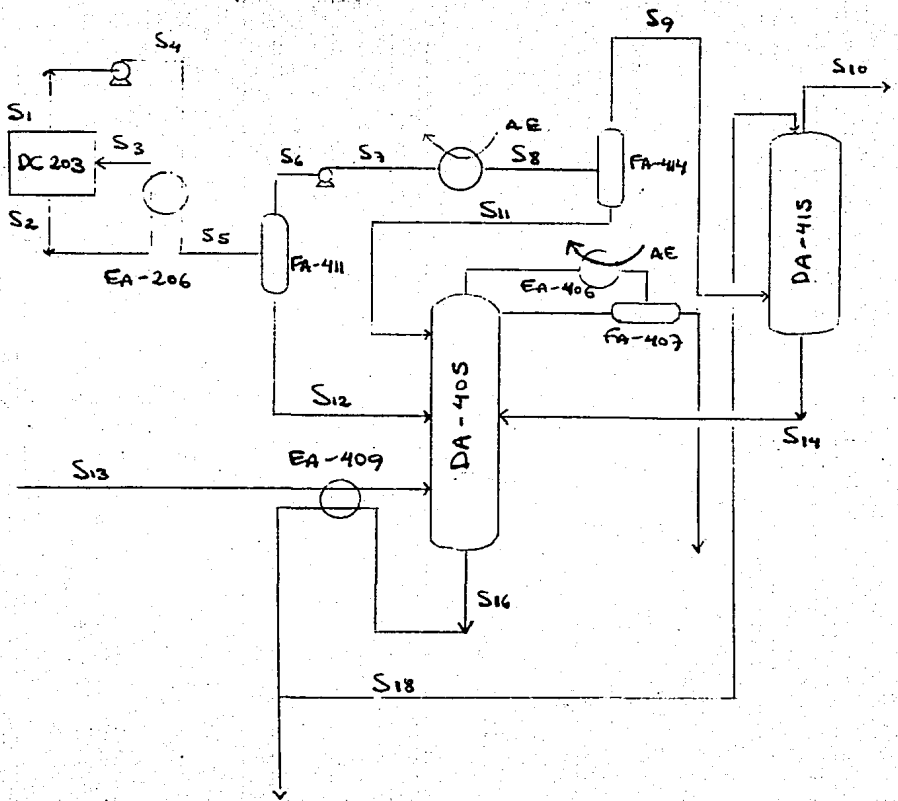 S9
S4
S10
S1
AE
DC 203
S3
S6
S7
S8
FA-414
S2
S11
S5
FA-411
AE
EA-206
EA-406
DA-415
FA-407
DA-405
S12
S14
EA-409
S13
S16
S18